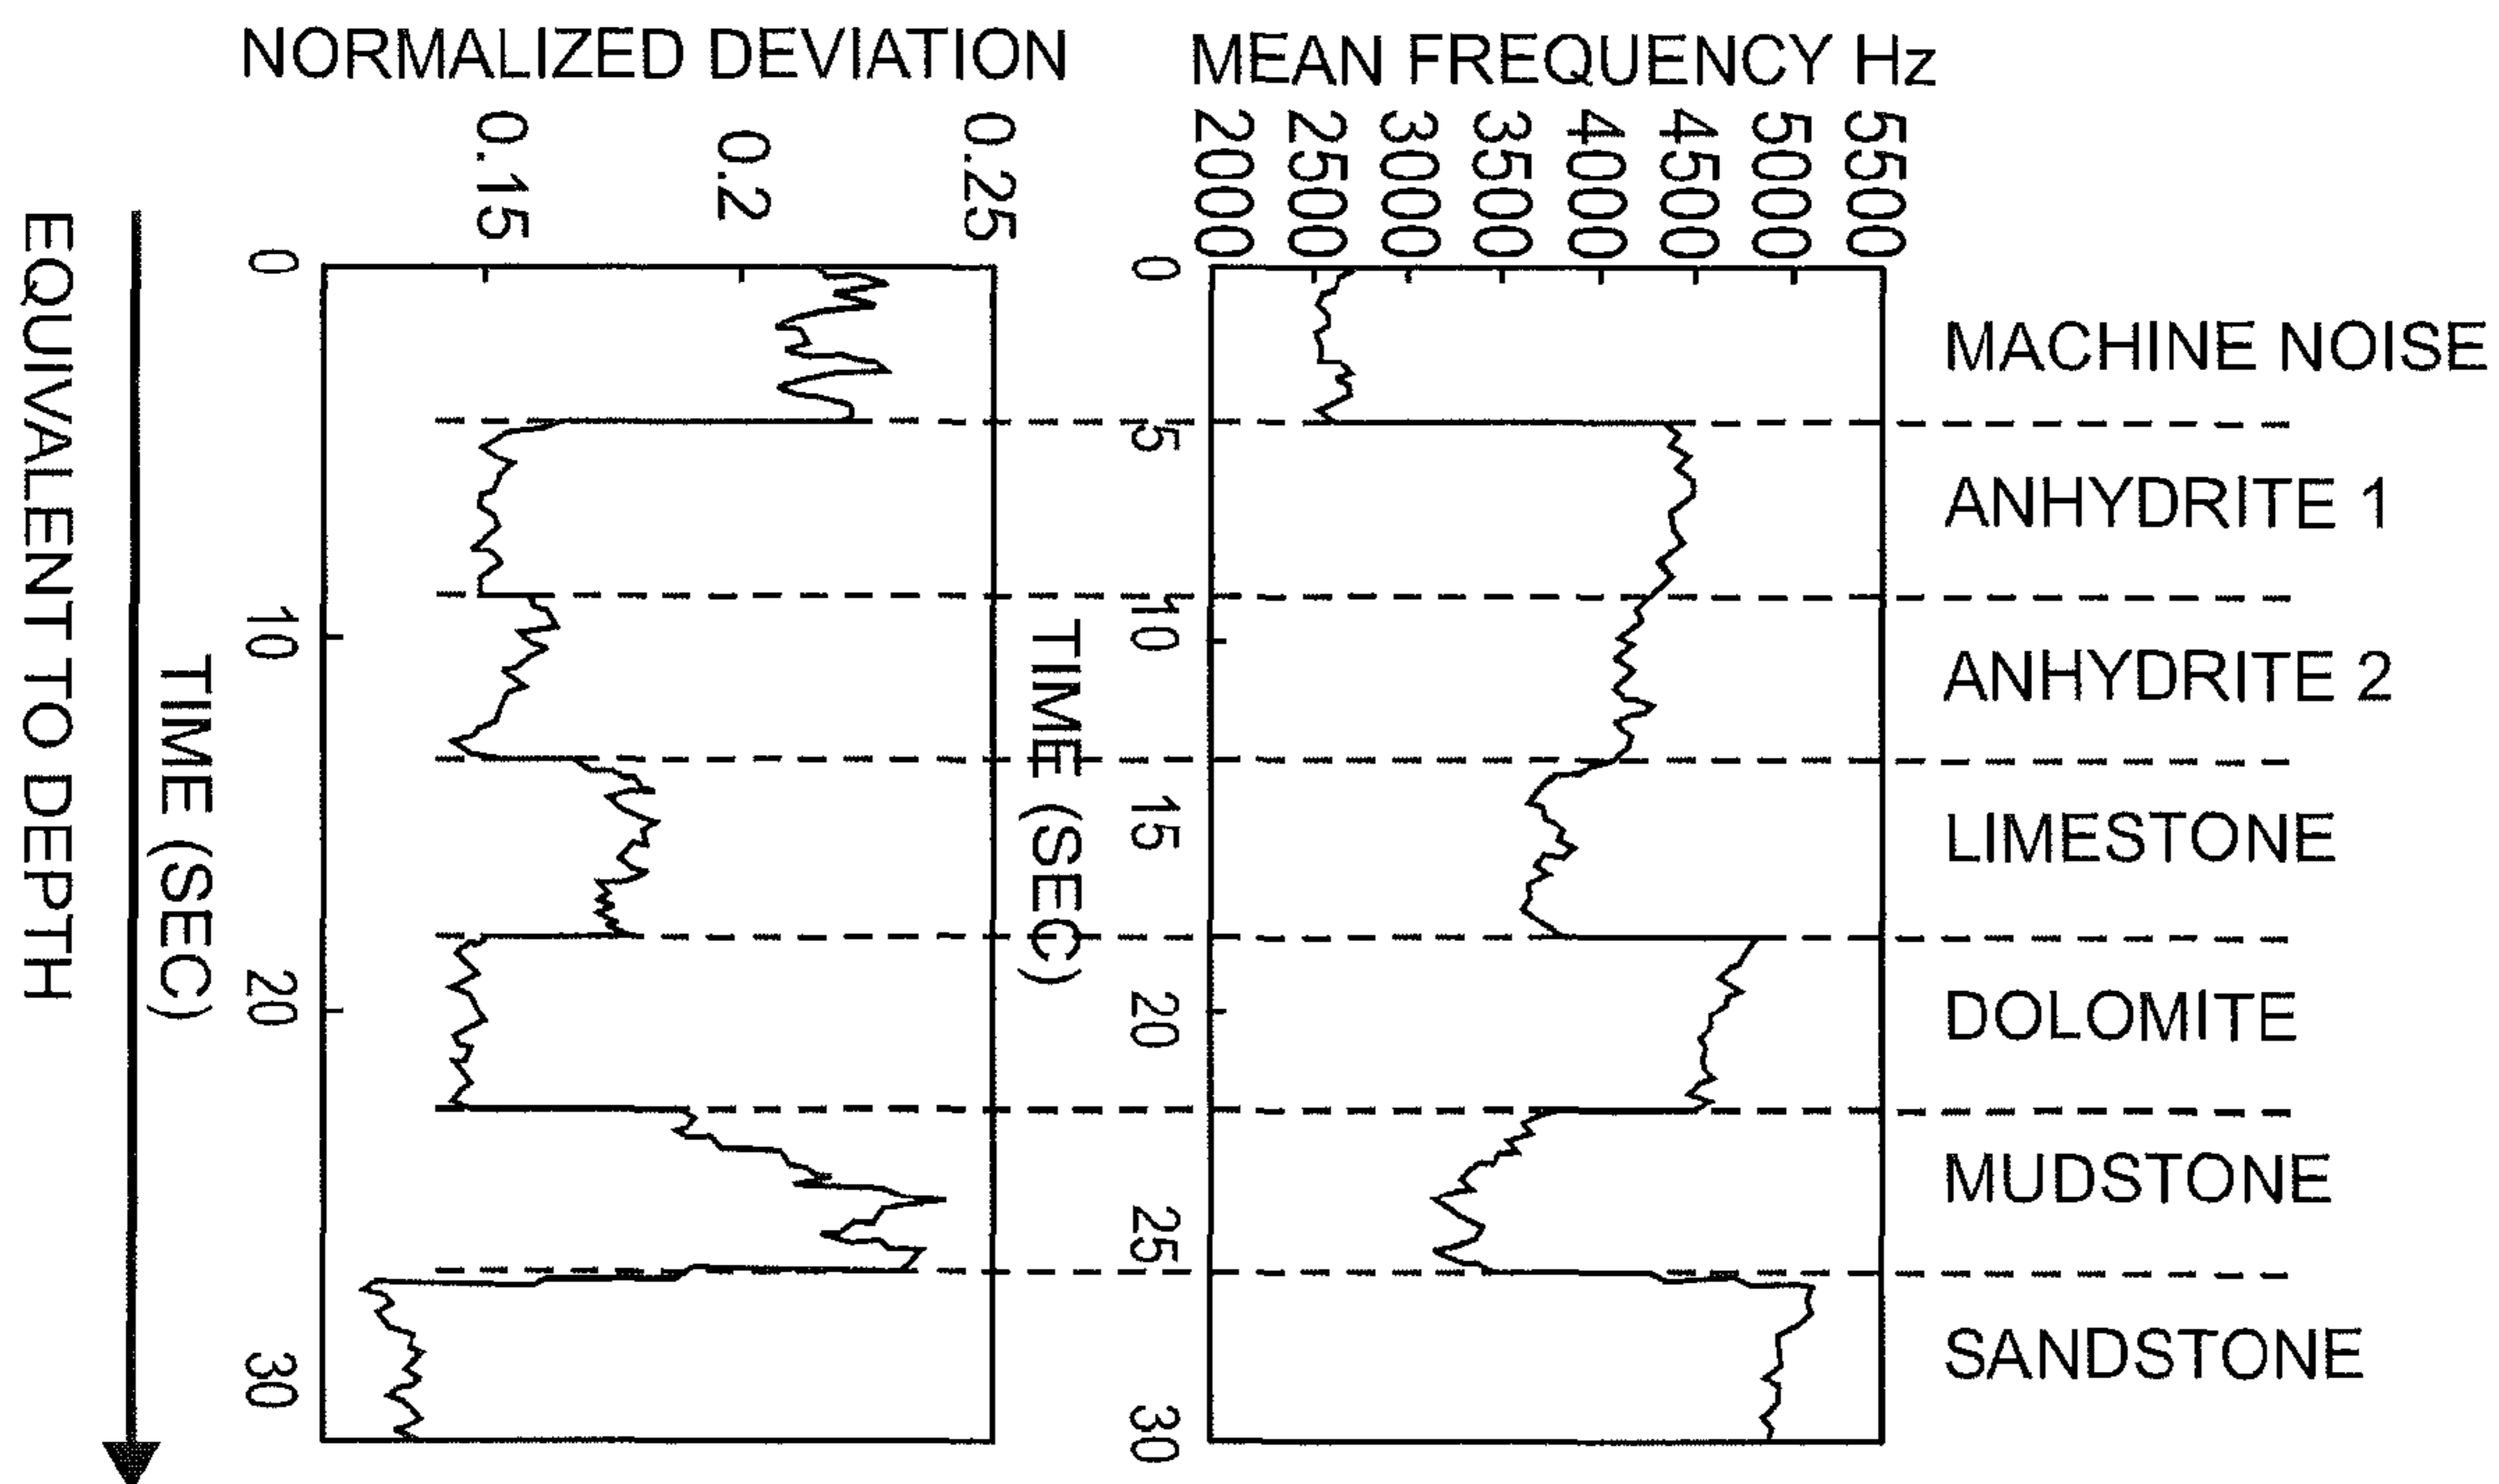 NORMALIZED DEVIATION
0.15
0.2
0.25
MEAN FREQUENCY Hz
2000
2500
3000
3500
4000
4500
5000
5500
EQUIVALENT TO DEPTH
TIME (SEC)
0
10
20
30
TIME (SEC)
0
5
10
15
20
25
30
MACHINE NOISE
ANHYDRITE 1
ANHYDRITE 2
LIMESTONE
DOLOMITE
MUDSTONE
SANDSTONE